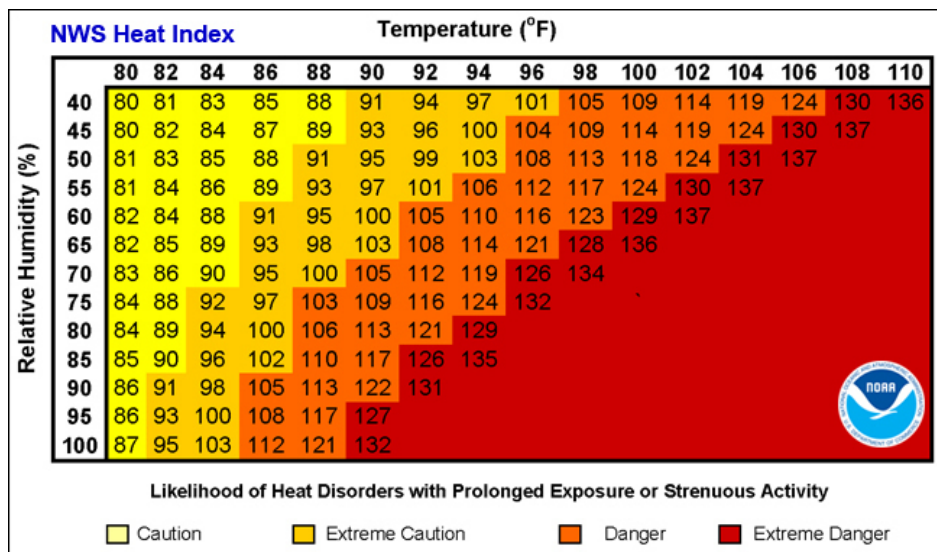 NWS Heat Index
Temperature (°F)
80 82 84 86 88 90 92 94 96 98 100 102 104 106 108 110
Relative Humidity (%)
40 80 81 83 85 88 91 94 97 101 105 109 114 119 124 130 136
45 80 82 84 87 89 93 96 100 104 109 114 119 124 130 137
50 81 83 85 88 91 95 99 103 108 113 118 124 131 137
55 81 84 86 89 93 97 101 106 112 117 124 130 137
60 82 84 88 91 95 100 105 110 116 123 129 137
65 82 85 89 93 98 103 108 114 121 128 136
70 83 86 90 95 100 105 112 119 126 134
75 84 88 92 97 103 109 116 124 132
80 84 89 94 100 106 113 121 129
85 85 90 96 102 110 117 126 135
90 86 91 98 105 113 122 131
95 86 93 100 108 117 127
100 87 95 103 112 121 132
NOAA
Likelihood of Heat Disorders with Prolonged Exposure or Strenuous Activity
Caution Extreme Caution Danger Extreme Danger